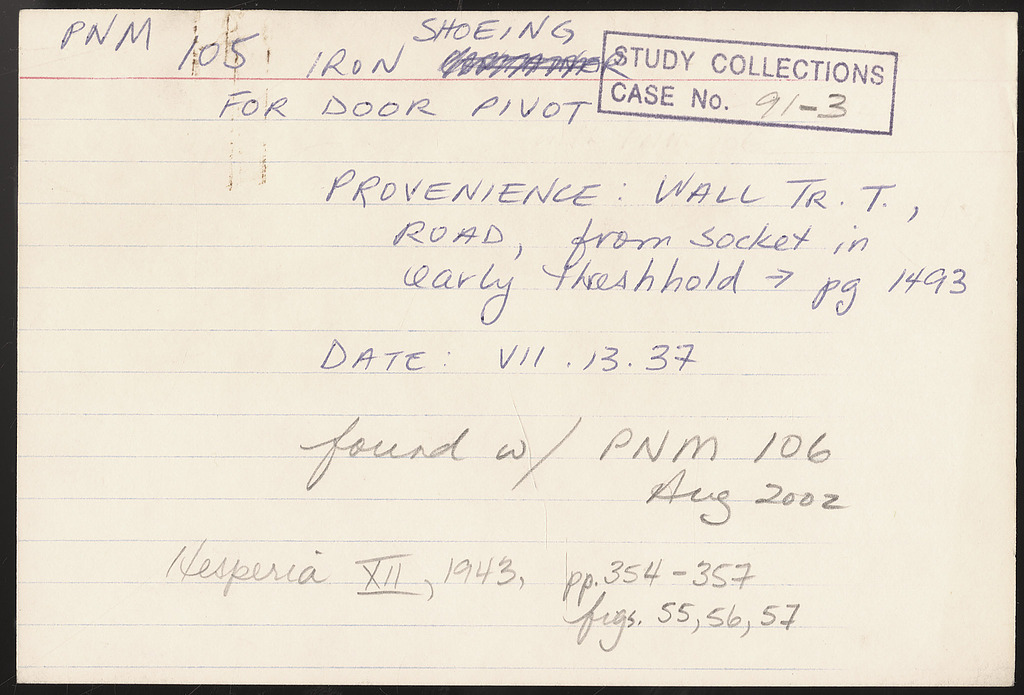 PNM 105 IRON SHOEING
FOR DOOR PIVOT
STUDY COLLECTIONS
CASE No. 91-3
PROVENIENCE: WALL TR. T.,
ROAD, from socket in
early threshhold → pg 1493
DATE: VII.13.37
found w/ PNM 106
Aug 2002
Hesperia XII, 1943, pp. 354-357
figs. 55, 56, 57